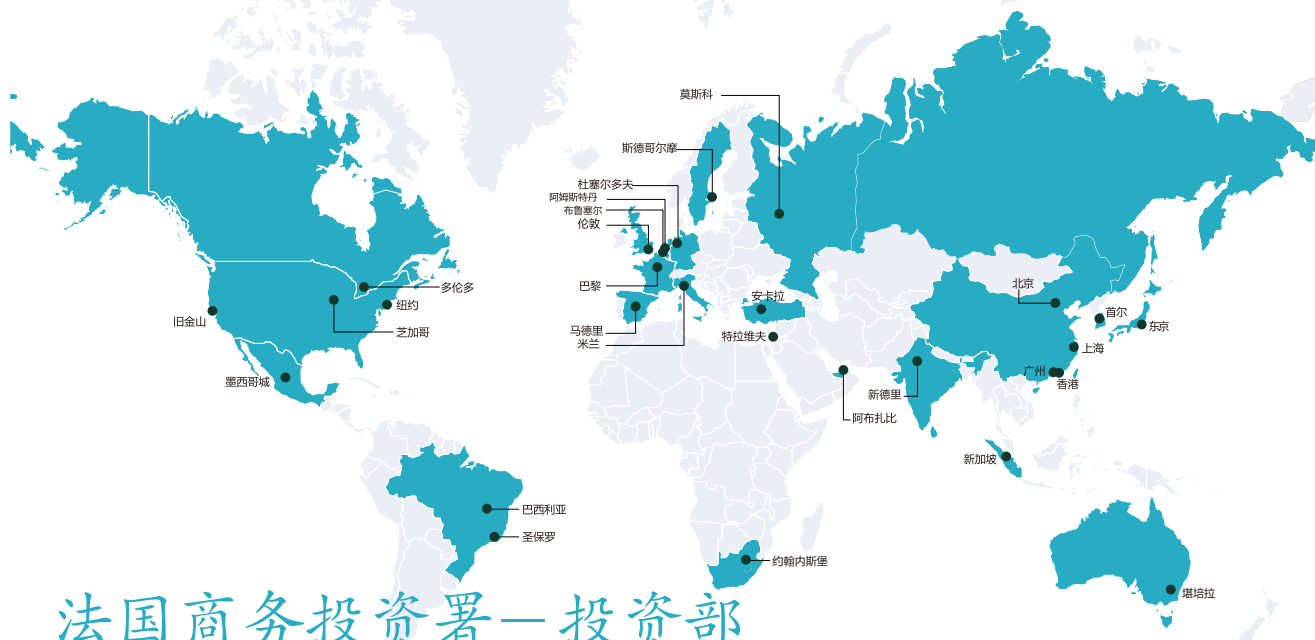 莫斯科
斯德哥尔摩
杜塞尔多夫
阿姆斯特丹
布鲁塞尔
伦敦
巴黎
马德里
米兰
安卡拉
特拉维夫
北京
首尔
东京
上海
广州
香港
新德里
阿布扎比
新加坡
多伦多
纽约
旧金山
芝加哥
墨西哥城
巴西利亚
圣保罗
约翰内斯堡
堪培拉
法国商务投资署—投资部